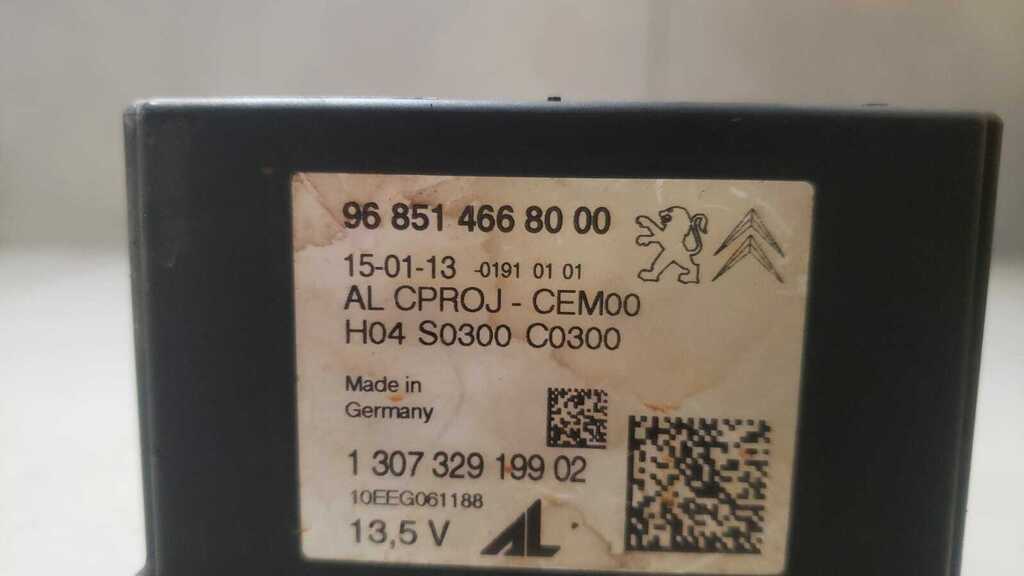 96 851 466 80 00
15-01-13 -0191 01 01
AL CPROJ - CEM00
H04 S0300 C0300
Made in
Germany
1 307 329 199 02
10EEG061188
13,5 V AL